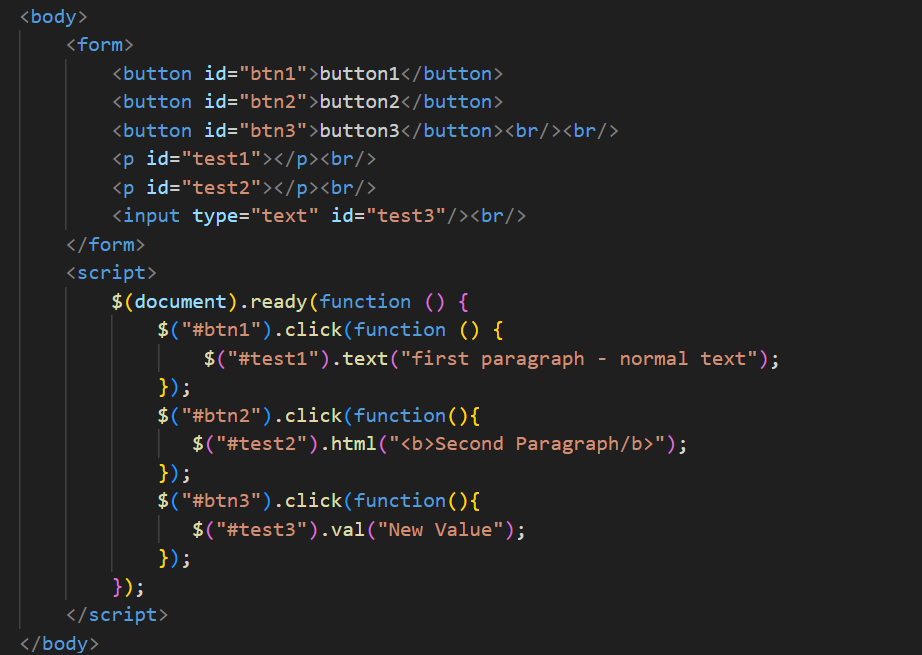 <body>
<form>
<button id="btn1">button1</button>
<button id="btn2">button2</button>
<button id="btn3">button3</button><br/><br/>
<p id="test1"></p><br/>
<p id="test2"></p><br/>
<input type="text" id="test3"/><br/>
</form>
<script>
$(document).ready(function () {
$("#btn1").click(function () {
$("#test1").text("first paragraph - normal text");
});
$("#btn2").click(function(){
$("#test2").html("<b>Second Paragraph/b>");
});
$("#btn3").click(function(){
$("#test3").val("New Value");
});
});
</script>
</body>